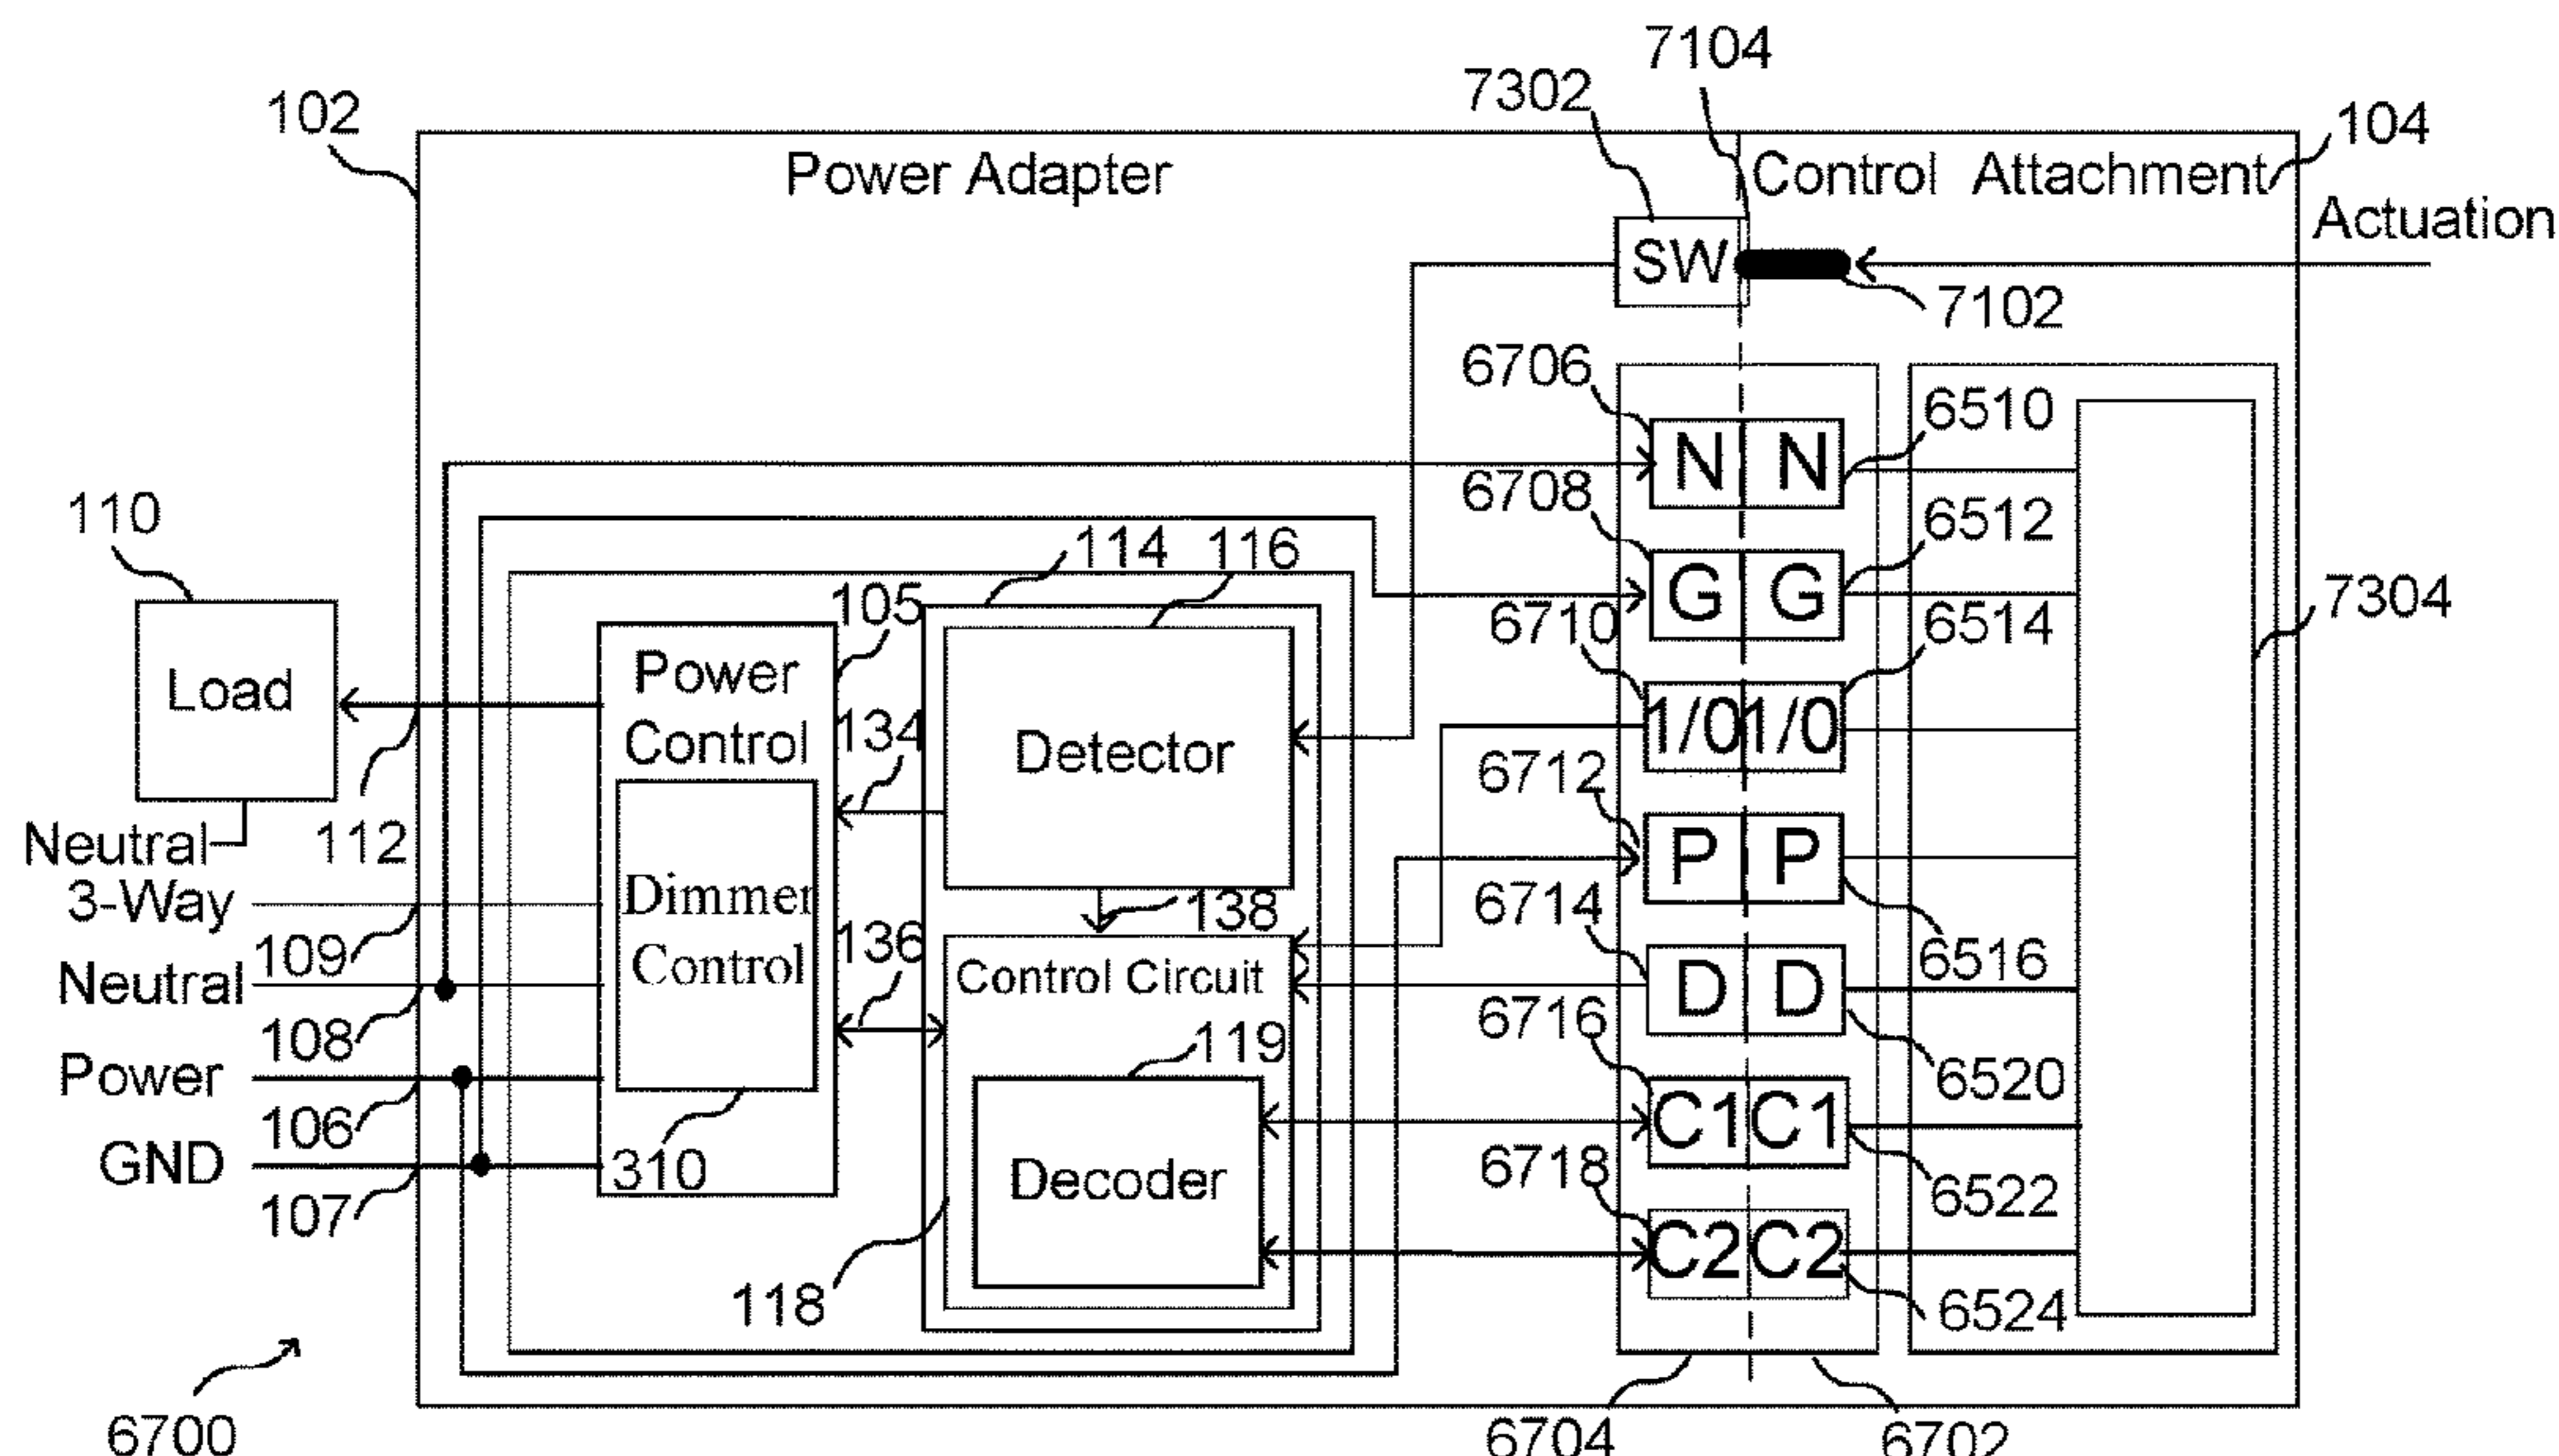 7104
7302
102
104
Power Adapter
Control Attachment
Actuation
SW
7102
6706
6510
N N
6708
110
6512
114
116
G G
105
6710
6514
7304
Power
Control
Load
134
Detector
1/0 1/0
6712
Neutral
112
P P
3-Way
Dimmer
Control
138
6714
109
136
6516
Neutral
Control Circuit
D D
108
6716
119
Power
6520
106
C1 C1
GND
310
Decoder
6718
107
6522
C2 C2
118
6524
6700
6704
6702